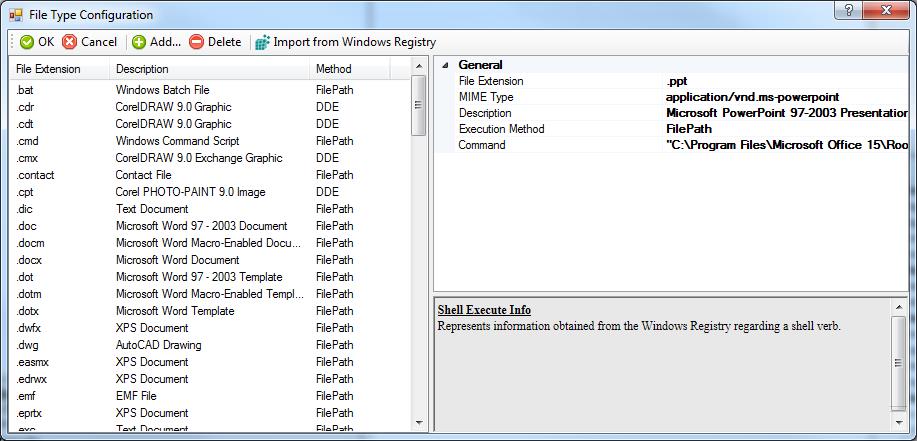 File Type Configuration
OK Cancel Add... Delete Import from Windows Registry
File Extension Description Method
.bat Windows Batch File FilePath
.cdr CorelDRAW 9.0 Graphic DDE
.cdt CorelDRAW 9.0 Graphic DDE
.cmd Windows Command Script FilePath
.cmx CorelDRAW 9.0 Exchange Graphic DDE
.contact Contact File FilePath
.cpt Corel PHOTO-PAINT 9.0 Image DDE
.dic Text Document FilePath
.doc Microsoft Word 97 - 2003 Document FilePath
.docm Microsoft Word Macro-Enabled Docu... FilePath
.docx Microsoft Word Document FilePath
.dot Microsoft Word 97 - 2003 Template FilePath
.dotm Microsoft Word Macro-Enabled Templ... FilePath
.dotx Microsoft Word Template FilePath
.dwfx XPS Document FilePath
.dwg AutoCAD Drawing FilePath
.easmx XPS Document FilePath
.edrwx XPS Document FilePath
.emf EMF File FilePath
.eprtx XPS Document FilePath
.exc Text Document FilePath
General
File Extension .ppt
MIME Type application/vnd.ms-powerpoint
Description Microsoft PowerPoint 97-2003 Presentation
Execution Method FilePath
Command "C:\Program Files\Microsoft Office 15\Roo
Shell Execute Info
Represents information obtained from the Windows Registry regarding a shell verb.